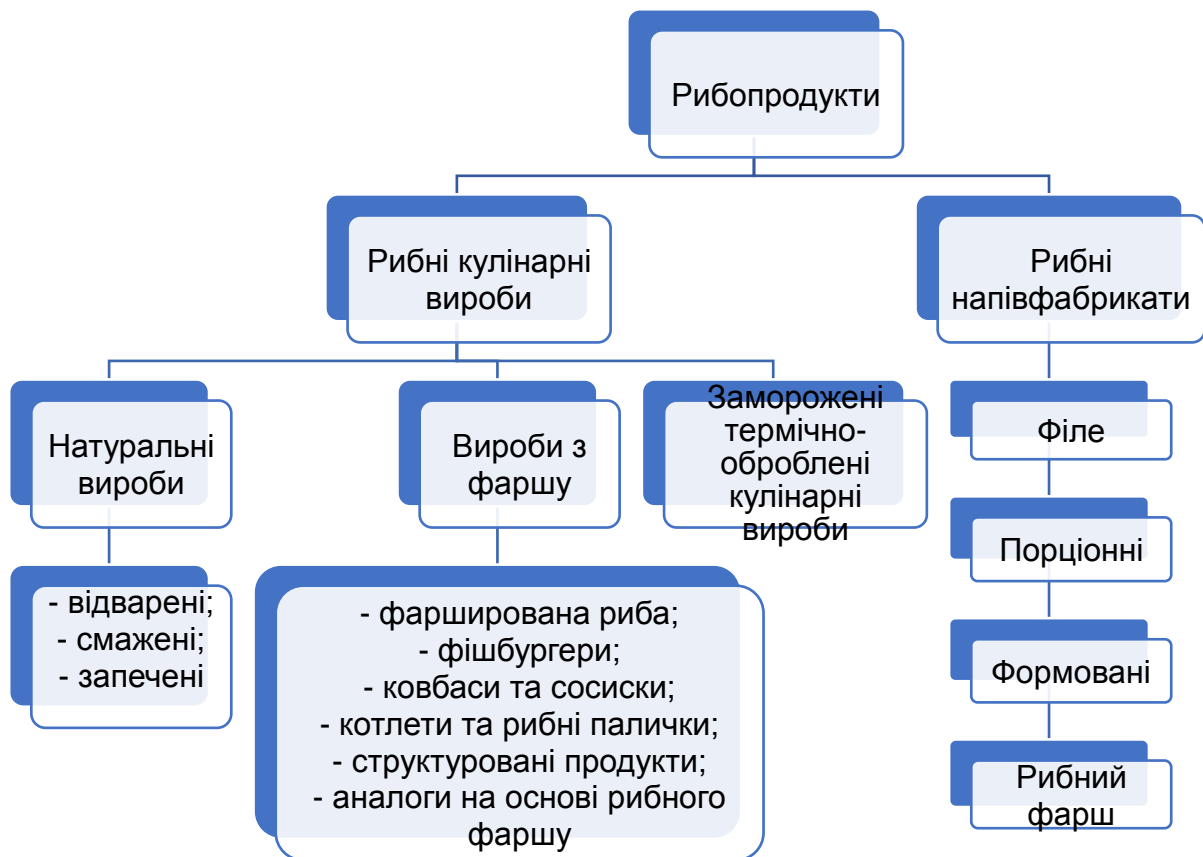 Рибопродукти
Рибні кулінарні
вироби
Рибні
напівфабрикати
Натуральні
вироби
Вироби з
фаршу
Заморожені
термічно-
оброблені
кулінарні
вироби
- відварені;
- смажені;
- запечені
- фарширована риба;
- фішбургери;
- ковбаси та сосиски;
- котлети та рибні палички;
- структуровані продукти;
- аналоги на основі рибного
фаршу
Філе
Порціонні
Формовані
Рибний
фарш